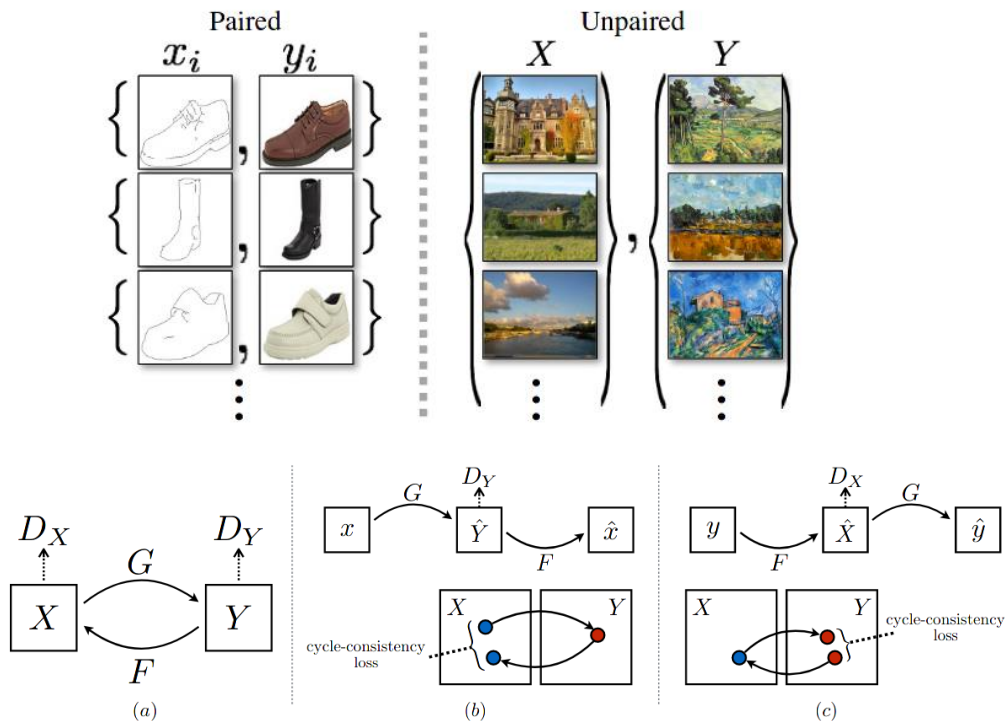 Paired
Unpaired
x_i
y_i
X
Y
{ , }
{ , }
{ , }
{ , }
D_X
D_Y
G
X
Y
F
(a)
D_Y
G
x
Ŷ
x̂
F
X
Y
cycle-consistency
loss
(b)
D_X
G
y
X̂
ŷ
F
X
Y
cycle-consistency
loss
(c)